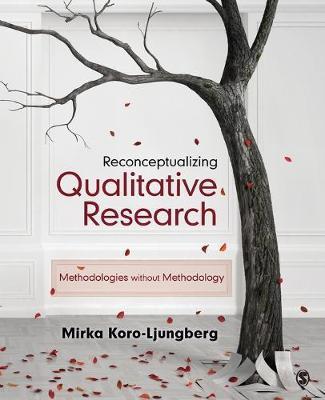 Reconceptualizing
Qualitative
Research
Methodologies without Methodology
Mirka Koro-Ljungberg
S